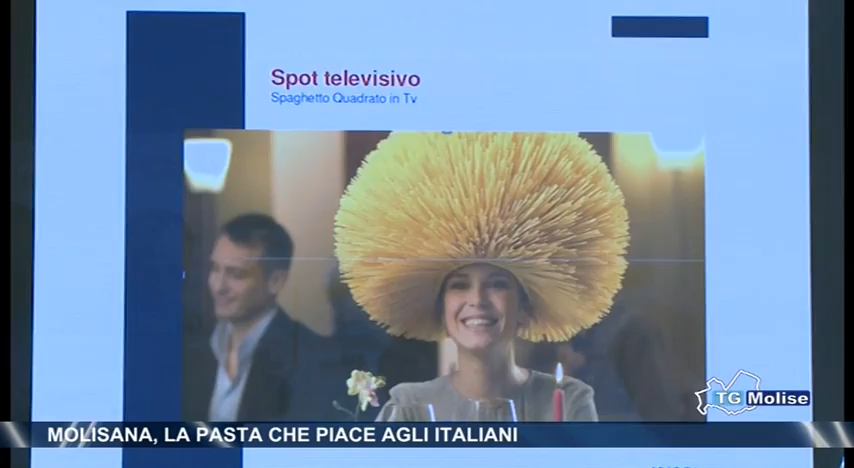 Spot televisivo
Spaghetto Quadrato in Tv
TG Molise
MOLISANA, LA PASTA CHE PIACE AGLI ITALIANI